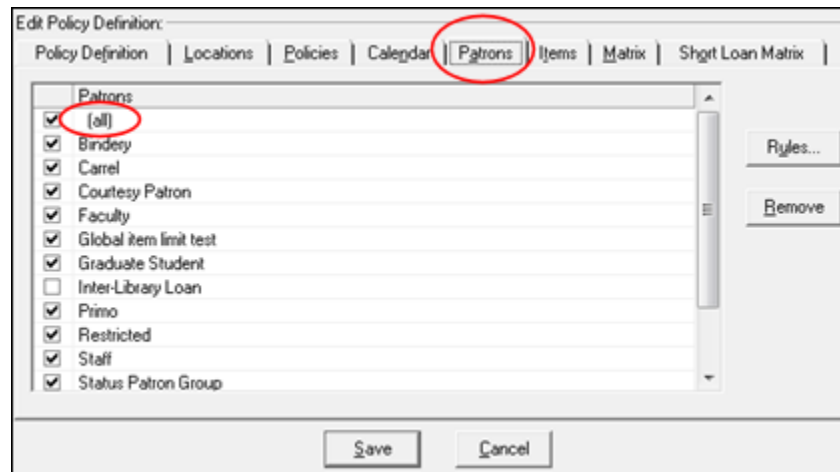 Edit Policy Definition:
Policy Definition Locations Policies Calendar Patrons Items Matrix Short Loan Matrix
Patrons
(all)
Bindery
Carrel
Courtesy Patron
Faculty
Global item limit test
Graduate Student
Inter-Library Loan
Primo
Restricted
Staff
Status Patron Group
Rules...
Remove
Save Cancel